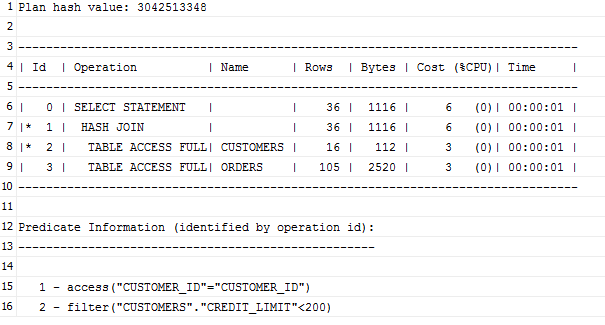 1 Plan hash value: 3042513348
2
3 --------------------------------------------------------------------------------
4 | Id  | Operation          | Name      | Rows  | Bytes | Cost (%CPU)| Time     |
5 --------------------------------------------------------------------------------
6 |   0 | SELECT STATEMENT   |           |    36 |  1116 |     6   (0)| 00:00:01 |
7 |*  1 |  HASH JOIN         |           |    36 |  1116 |     6   (0)| 00:00:01 |
8 |*  2 |   TABLE ACCESS FULL| CUSTOMERS |    16 |   112 |     3   (0)| 00:00:01 |
9 |   3 |   TABLE ACCESS FULL| ORDERS    |   105 |  2520 |     3   (0)| 00:00:01 |
10 --------------------------------------------------------------------------------
11
12 Predicate Information (identified by operation id):
13 ---------------------------------------------------
14
15    1 - access("CUSTOMER_ID"="CUSTOMER_ID")
16    2 - filter("CUSTOMERS"."CREDIT_LIMIT"<200)